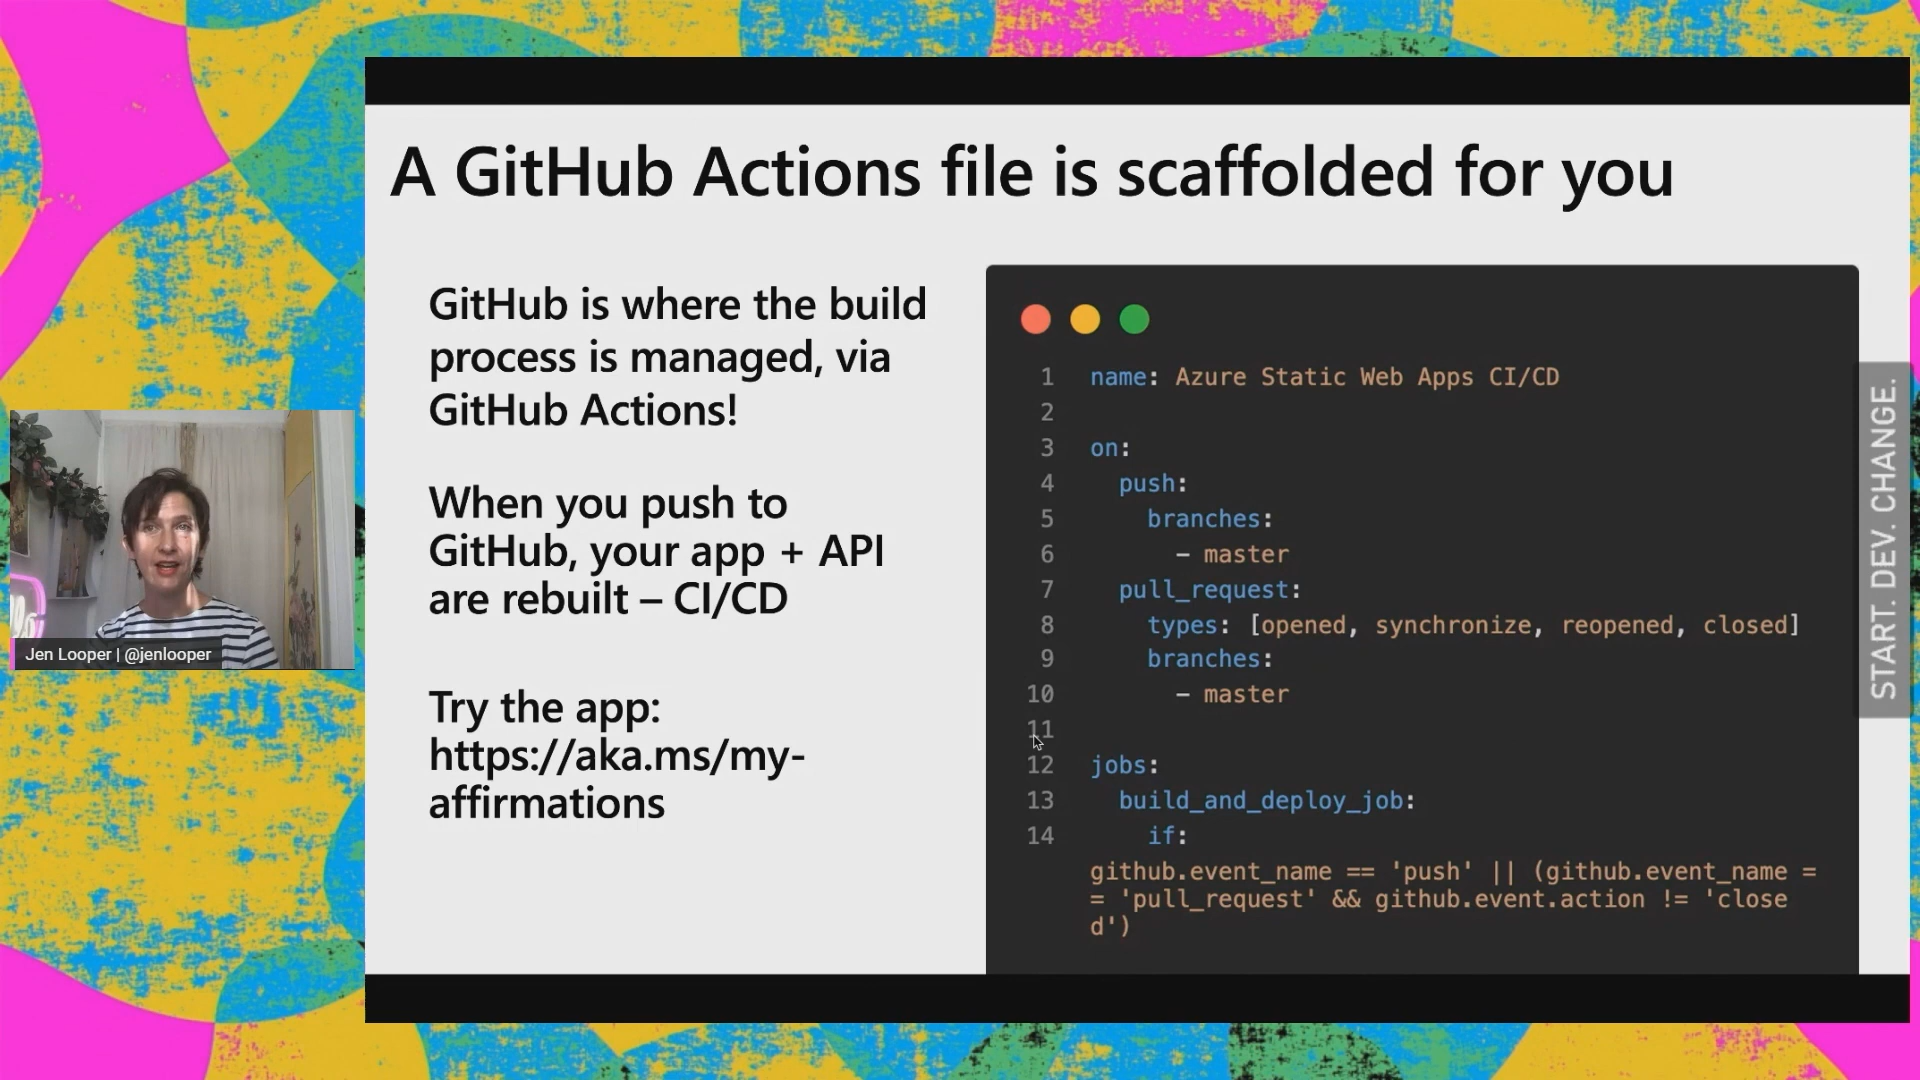 A GitHub Actions file is scaffolded for you
GitHub is where the build
process is managed, via
GitHub Actions!
When you push to
GitHub, your app + API
are rebuilt – CI/CD
Try the app:
https://aka.ms/my-
affirmations
1 name: Azure Static Web Apps CI/CD
2
3 on:
4 push:
5 branches:
6 - master
7 pull_request:
8 types: [opened, synchronize, reopened, closed]
9 branches:
10 - master
11
12 jobs:
13 build_and_deploy_job:
14 if:
github.event_name == 'push' || (github.event_name =
= 'pull_request' && github.event.action != 'close
d')
START. DEV. CHANGE.
Jen Looper | @jenlooper